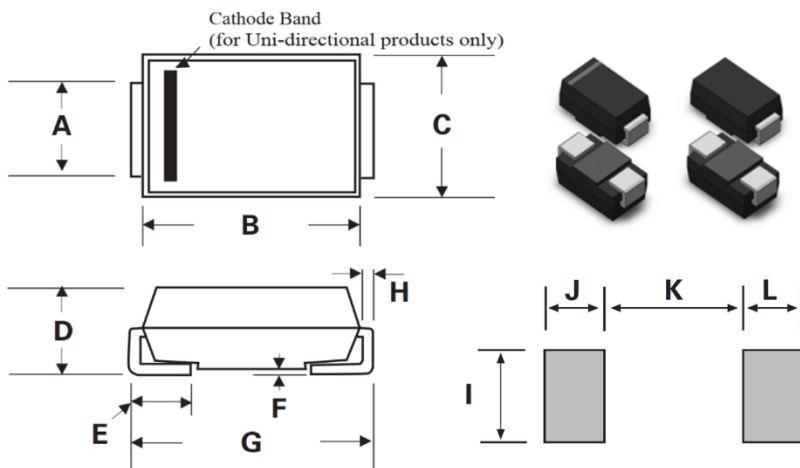 Cathode Band
(for Uni-directional products only)
A
C
B
H
J
K
L
D
I
F
E
G